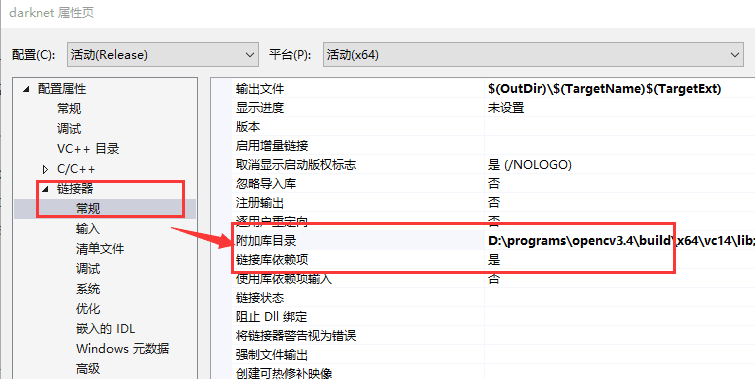 darknet 属性页
配置(C): 活动(Release) 平台(P): 活动(x64)
配置属性
常规
调试
VC++ 目录
C/C++
链接器
常规
输入
清单文件
调试
系统
优化
嵌入的 IDL
Windows 元数据
高级
输出文件 $(OutDir)\$(TargetName)$(TargetExt)
显示进度 未设置
版本
启用增量链接
取消显示启动版权标志 是 (/NOLOGO)
忽略导入库 否
注册输出 否
逐用户重定向 否
附加库目录 D:\programs\opencv3.4\build\x64\vc14\lib;
链接库依赖项 是
使用库依赖项输入 否
链接状态
阻止 Dll 绑定
将链接器警告视为错误
强制文件输出
创建可热修补映像